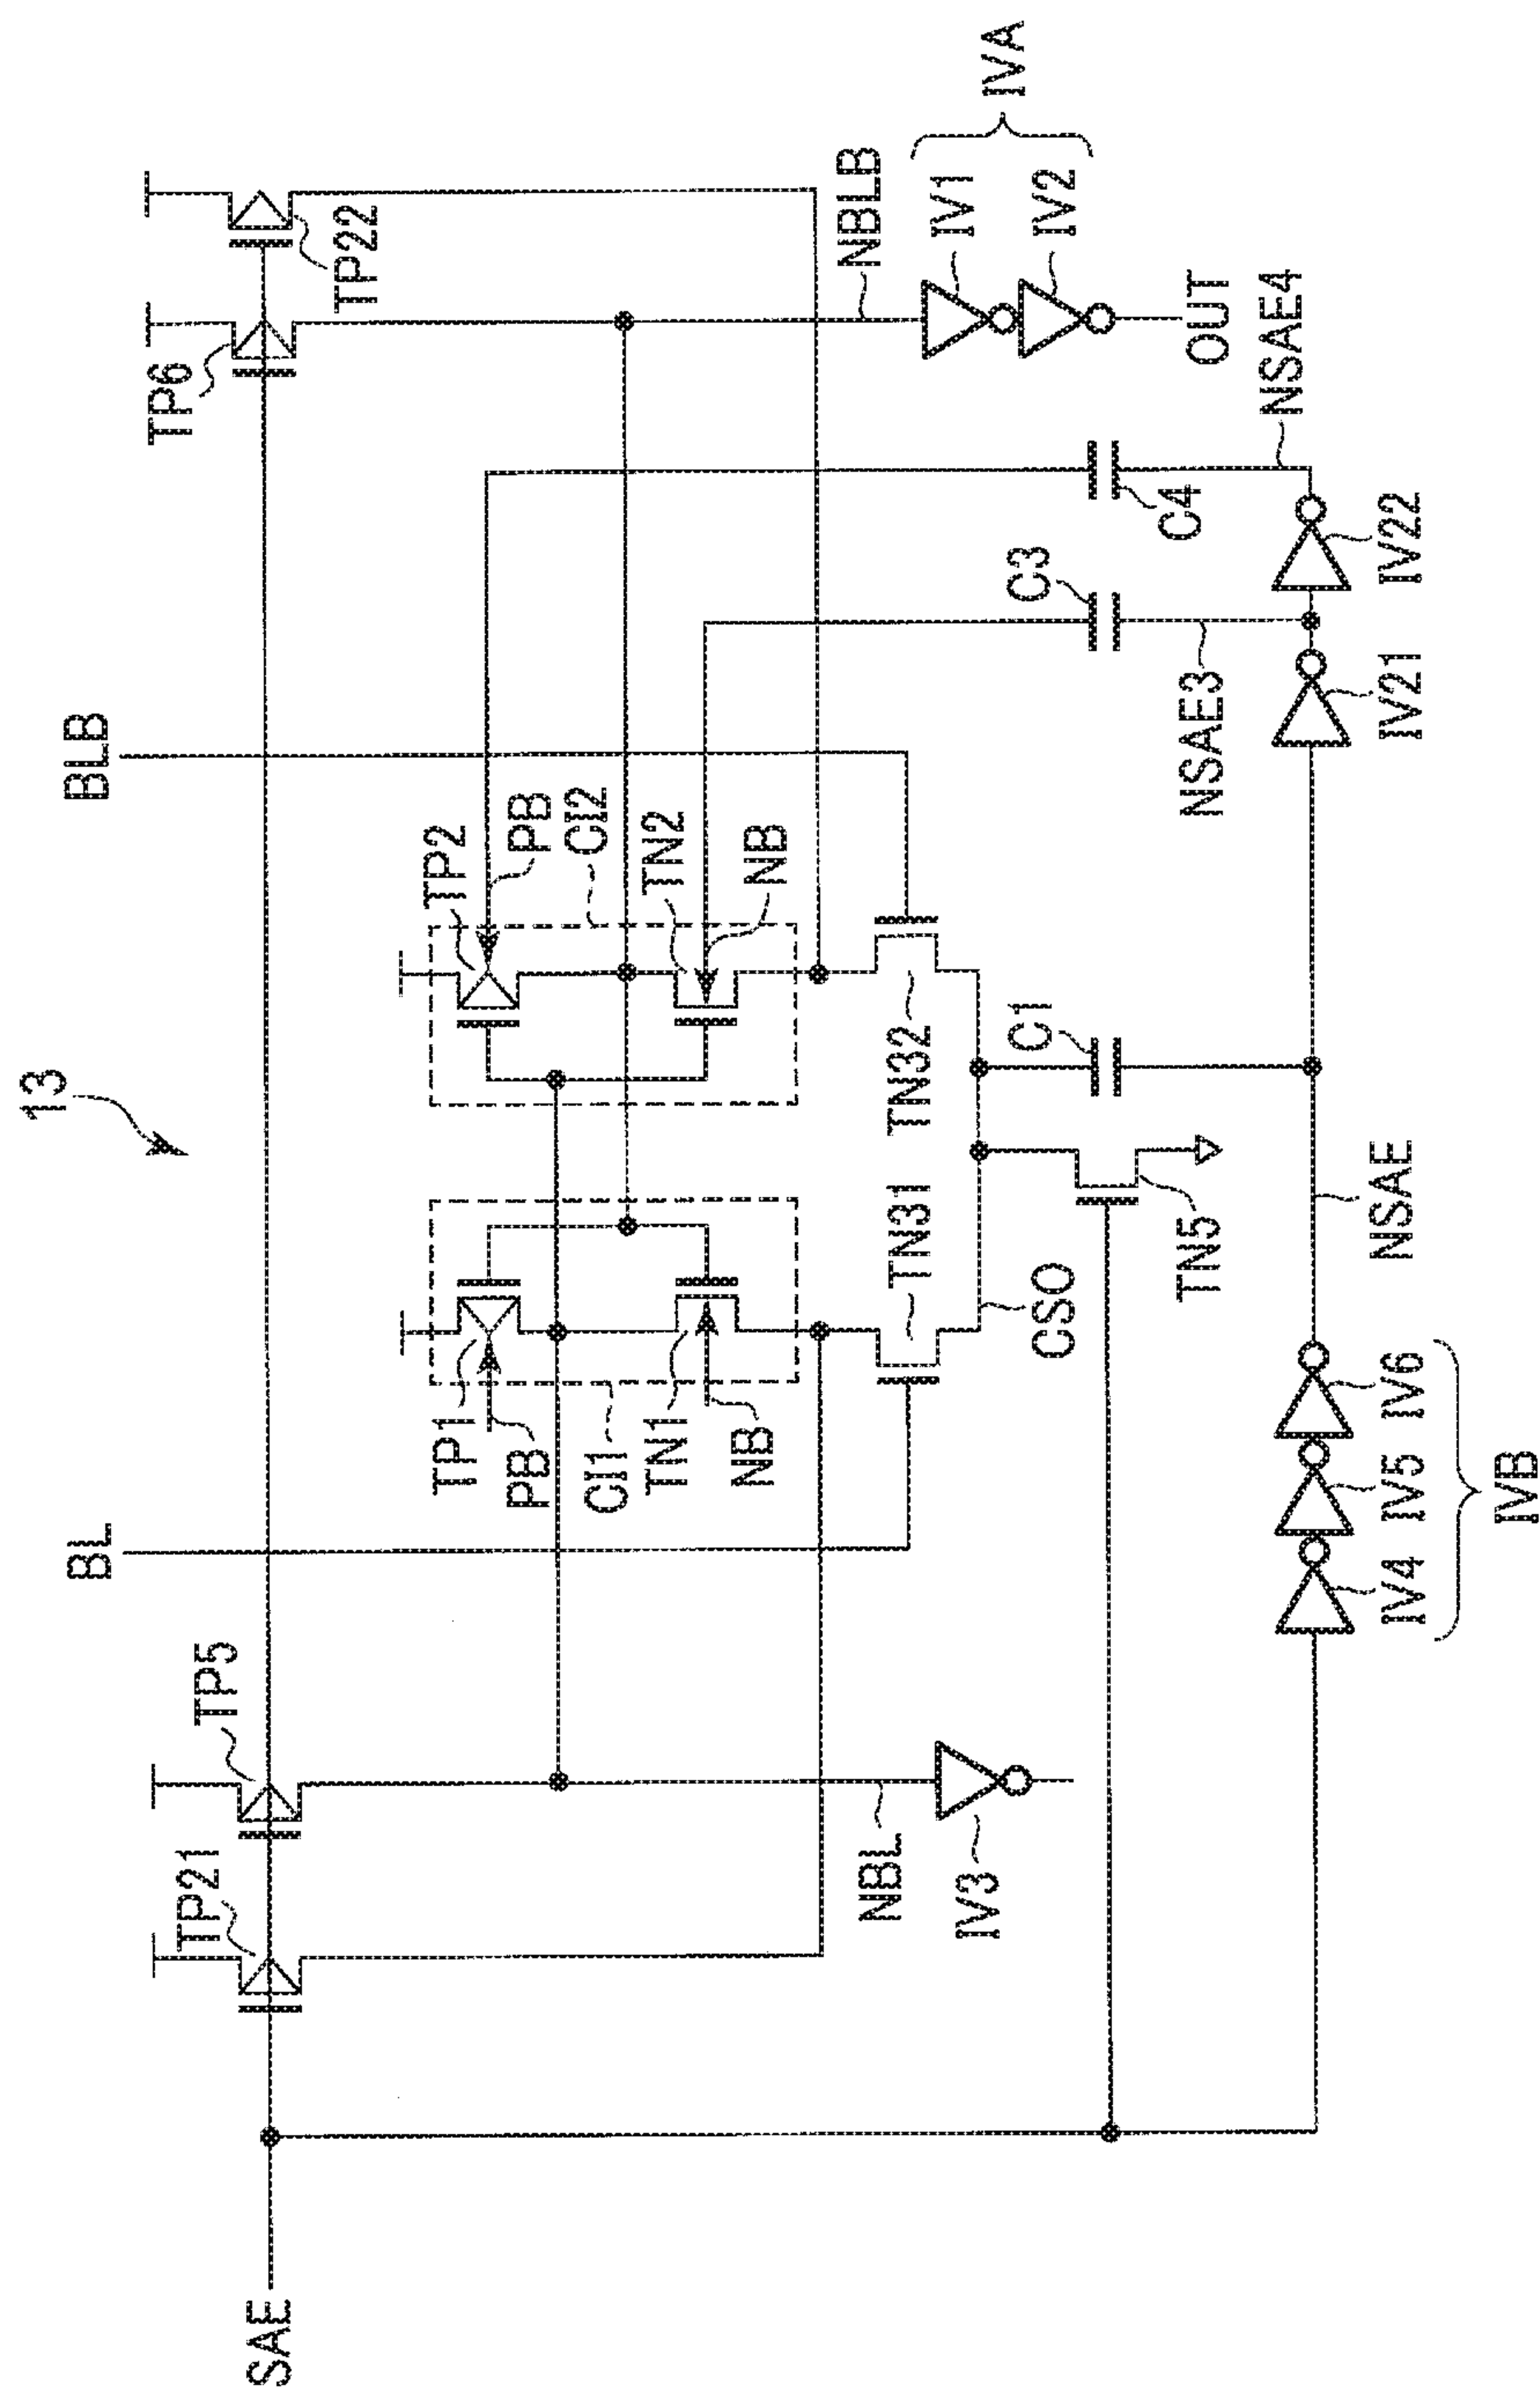 13
SAE
TP21
TP5
BL
BLB
TP6
TP22
TP1
PB
CI1
TN1
NB
TP2
PB
CI2
TN2
NB
NBL
IV3
TN31
TN32
CSO
C1
TN5
C3
C4
NSAE3
NSAE4
NBLB
IV1
IV2
IVA
OUT
NSAE
IV4
IV5
IV6
IVB
IV21
IV22